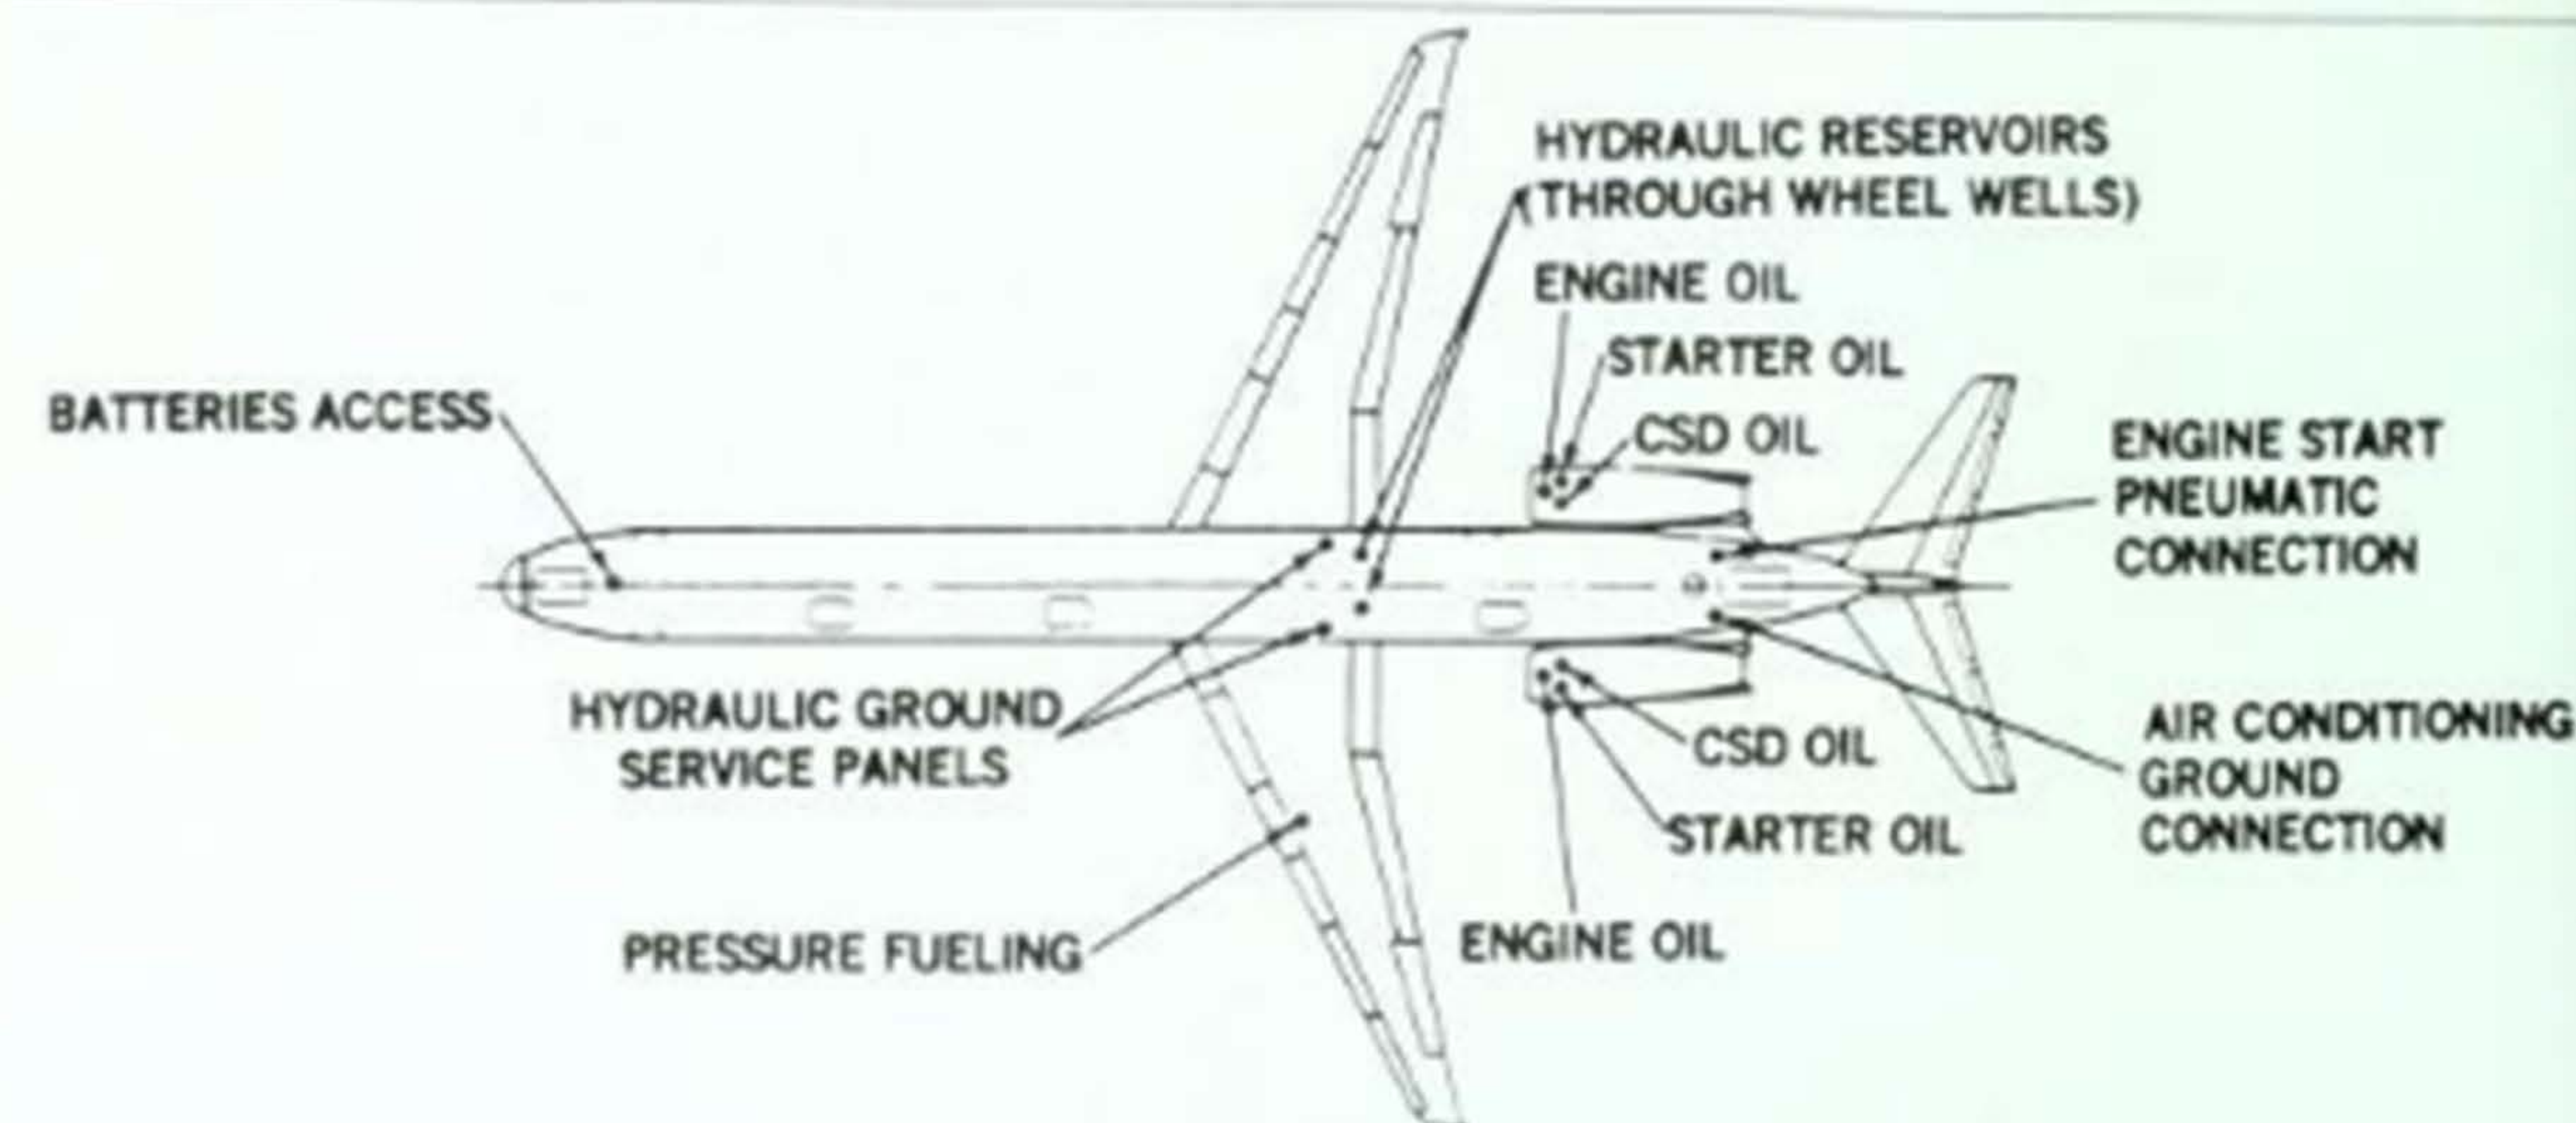 HYDRAULIC RESERVOIRS
(THROUGH WHEEL WELLS)
ENGINE OIL
STARTER OIL
CSD OIL
BATTERIES ACCESS
ENGINE START
PNEUMATIC
CONNECTION
HYDRAULIC GROUND
SERVICE PANELS
AIR CONDITIONING
GROUND
CONNECTION
CSD OIL
STARTER OIL
PRESSURE FUELING
ENGINE OIL